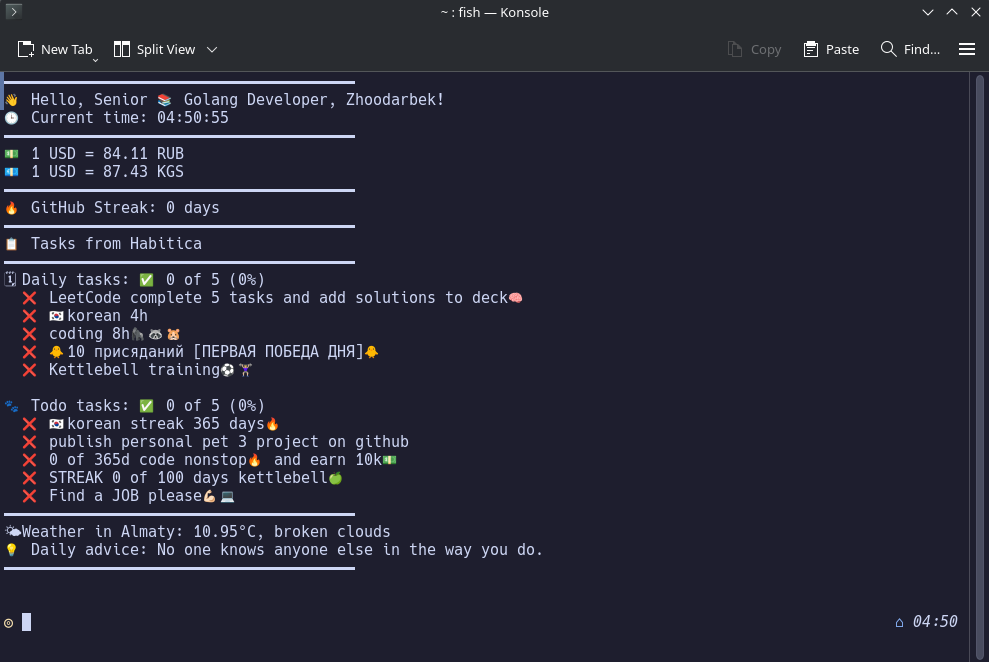 ~ : fish — Konsole
New Tab Split View Copy Paste Find...
👋 Hello, Senior 📚 Golang Developer, Zhoodarbek!
🕒 Current time: 04:50:55
💵 1 USD = 84.11 RUB
💶 1 USD = 87.43 KGS
🔥 GitHub Streak: 0 days
📋 Tasks from Habitica
🗓 Daily tasks: ✅ 0 of 5 (0%)
❌ LeetCode complete 5 tasks and add solutions to deck🧠
❌ 🇰🇷korean 4h
❌ coding 8h🦍🦝🐹
❌ 🐥10 присяданий [ПЕРВАЯ ПОБЕДА ДНЯ]🐥
❌ Kettlebell training⚽🏋
🐾 Todo tasks: ✅ 0 of 5 (0%)
❌ 🇰🇷korean streak 365 days🔥
❌ publish personal pet 3 project on github
❌ 0 of 365d code nonstop🔥 and earn 10k💵
❌ STREAK 0 of 100 days kettlebell🍏
❌ Find a JOB please💪🏻💻
🌤Weather in Almaty: 10.95°C, broken clouds
💡 Daily advice: No one knows anyone else in the way you do.
◎ ⌂ 04:50